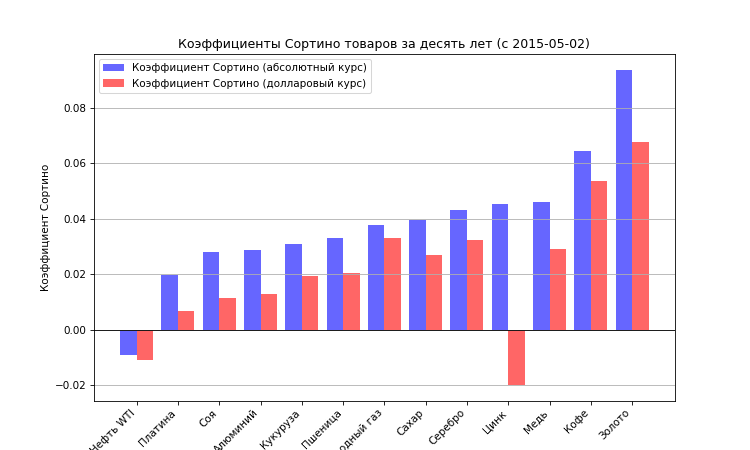 Коэффициенты Сортино товаров за десять лет (с 2015-05-02)
Коэффициент Сортино (абсолютный курс)
Коэффициент Сортино (долларовый курс)
Коэффициент Сортино
0.08
0.06
0.04
0.02
0.00
−0.02
Нефть WTI
Платина
Соя
Алюминий
Кукуруза
Пшеница
газ
Сахар
Серебро
Цинк
Медь
Кофе
Золото